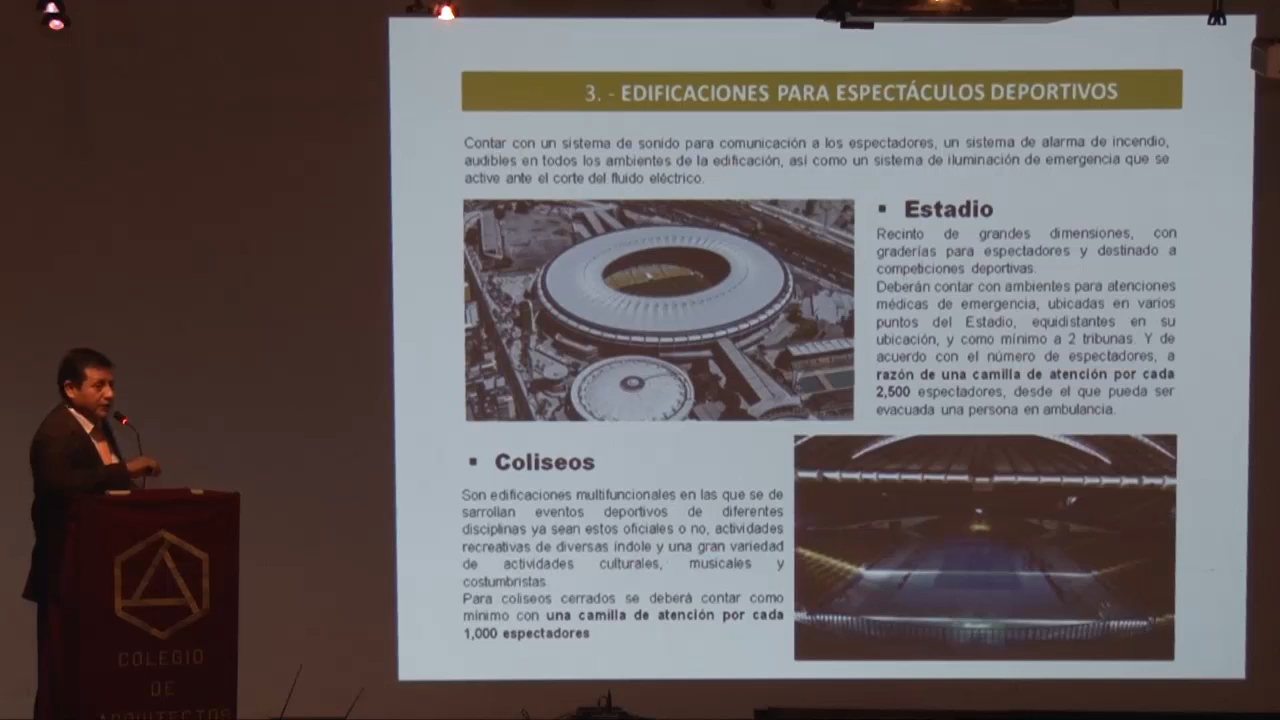 3. - EDIFICACIONES PARA ESPECTÁCULOS DEPORTIVOS
Contar con un sistema de sonido para comunicación a los espectadores, un sistema de alarma de incendio,
audibles en todos los ambientes de la edificación, así como un sistema de iluminación de emergencia que se
active ante el corte del fluido eléctrico.
▪ Estadio
Recinto de grandes dimensiones, con
graderías para espectadores y destinado a
competiciones deportivas.
Deberán contar con ambientes para atenciones
médicas de emergencia, ubicadas en varios
puntos del Estadio, equidistantes en su
ubicación, y como mínimo a 2 tribunas. Y de
acuerdo con el número de espectadores, a
razón de una camilla de atención por cada
2,500 espectadores, desde el que pueda ser
evacuada una persona en ambulancia.
▪ Coliseos
Son edificaciones multifuncionales en las que se de
sarrollan eventos deportivos de diferentes
disciplinas ya sean estos oficiales o no, actividades
recreativas de diversas índole y una gran variedad
de actividades culturales, musicales y
costumbristas.
Para coliseos cerrados se deberá contar como
mínimo con una camilla de atención por cada
1,000 espectadores
COLEGIO
DE
ARQUITECTOS